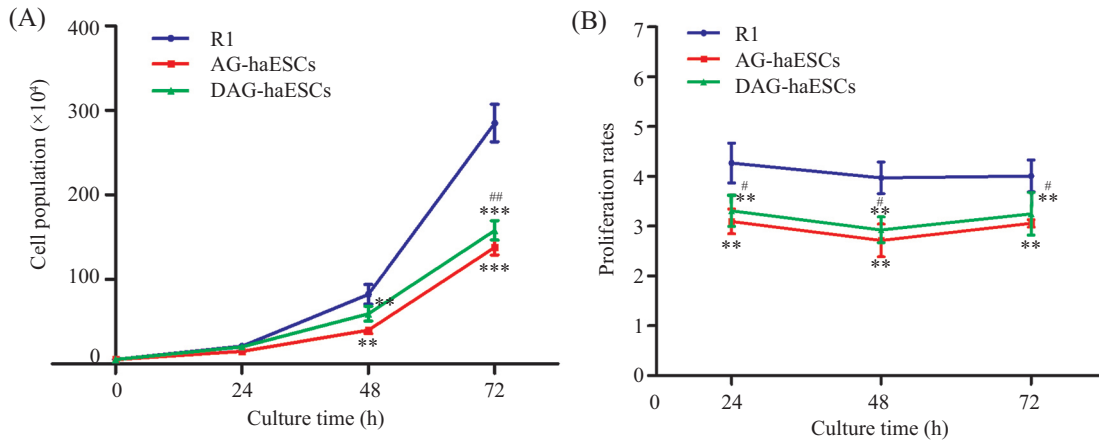 (A)
R1
AG-haESCs
DAG-haESCs
Cell population (×10⁴)
400
300
200
100
0
##
***
***
**
**
0 24 48 72
Culture time (h)
(B)
R1
AG-haESCs
DAG-haESCs
Proliferation rates
7
6
5
4
3
2
1
0
#
**
#
**
#
**
**
**
**
0 24 48 72
Culture time (h)